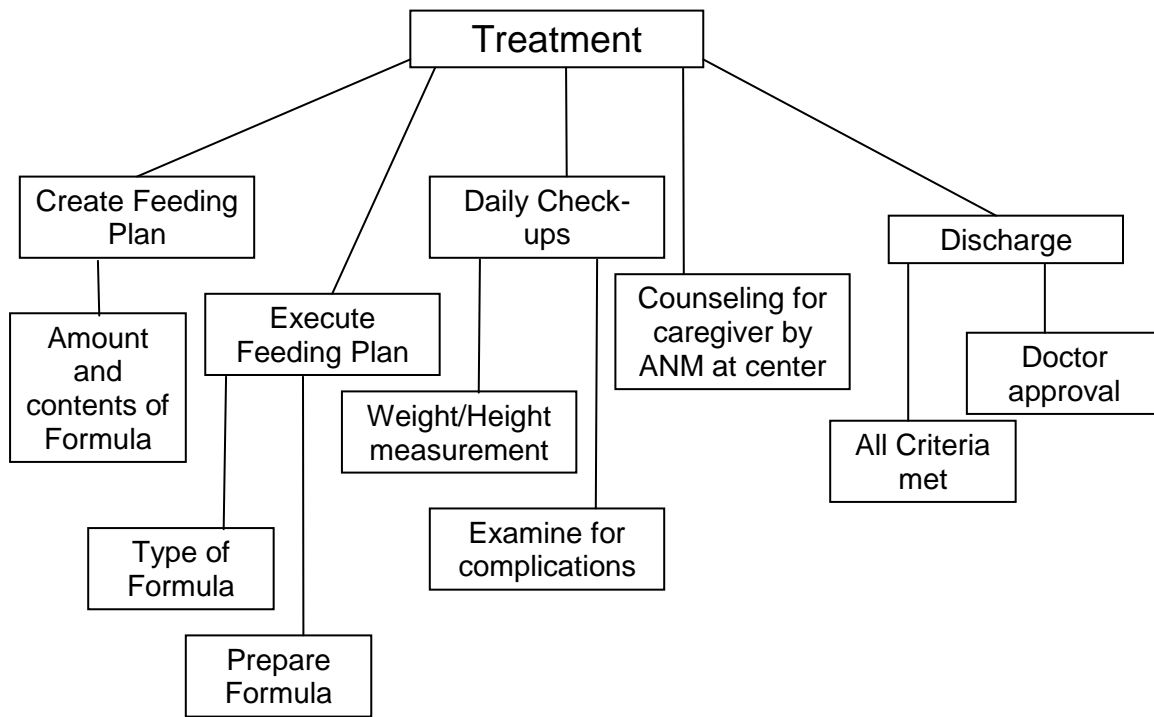 Treatment
Create Feeding
Plan
Amount
and
contents of
Formula
Execute
Feeding Plan
Type of
Formula
Prepare
Formula
Daily Check-
ups
Weight/Height
measurement
Examine for
complications
Counseling for
caregiver by
ANM at center
Discharge
All Criteria
met
Doctor
approval